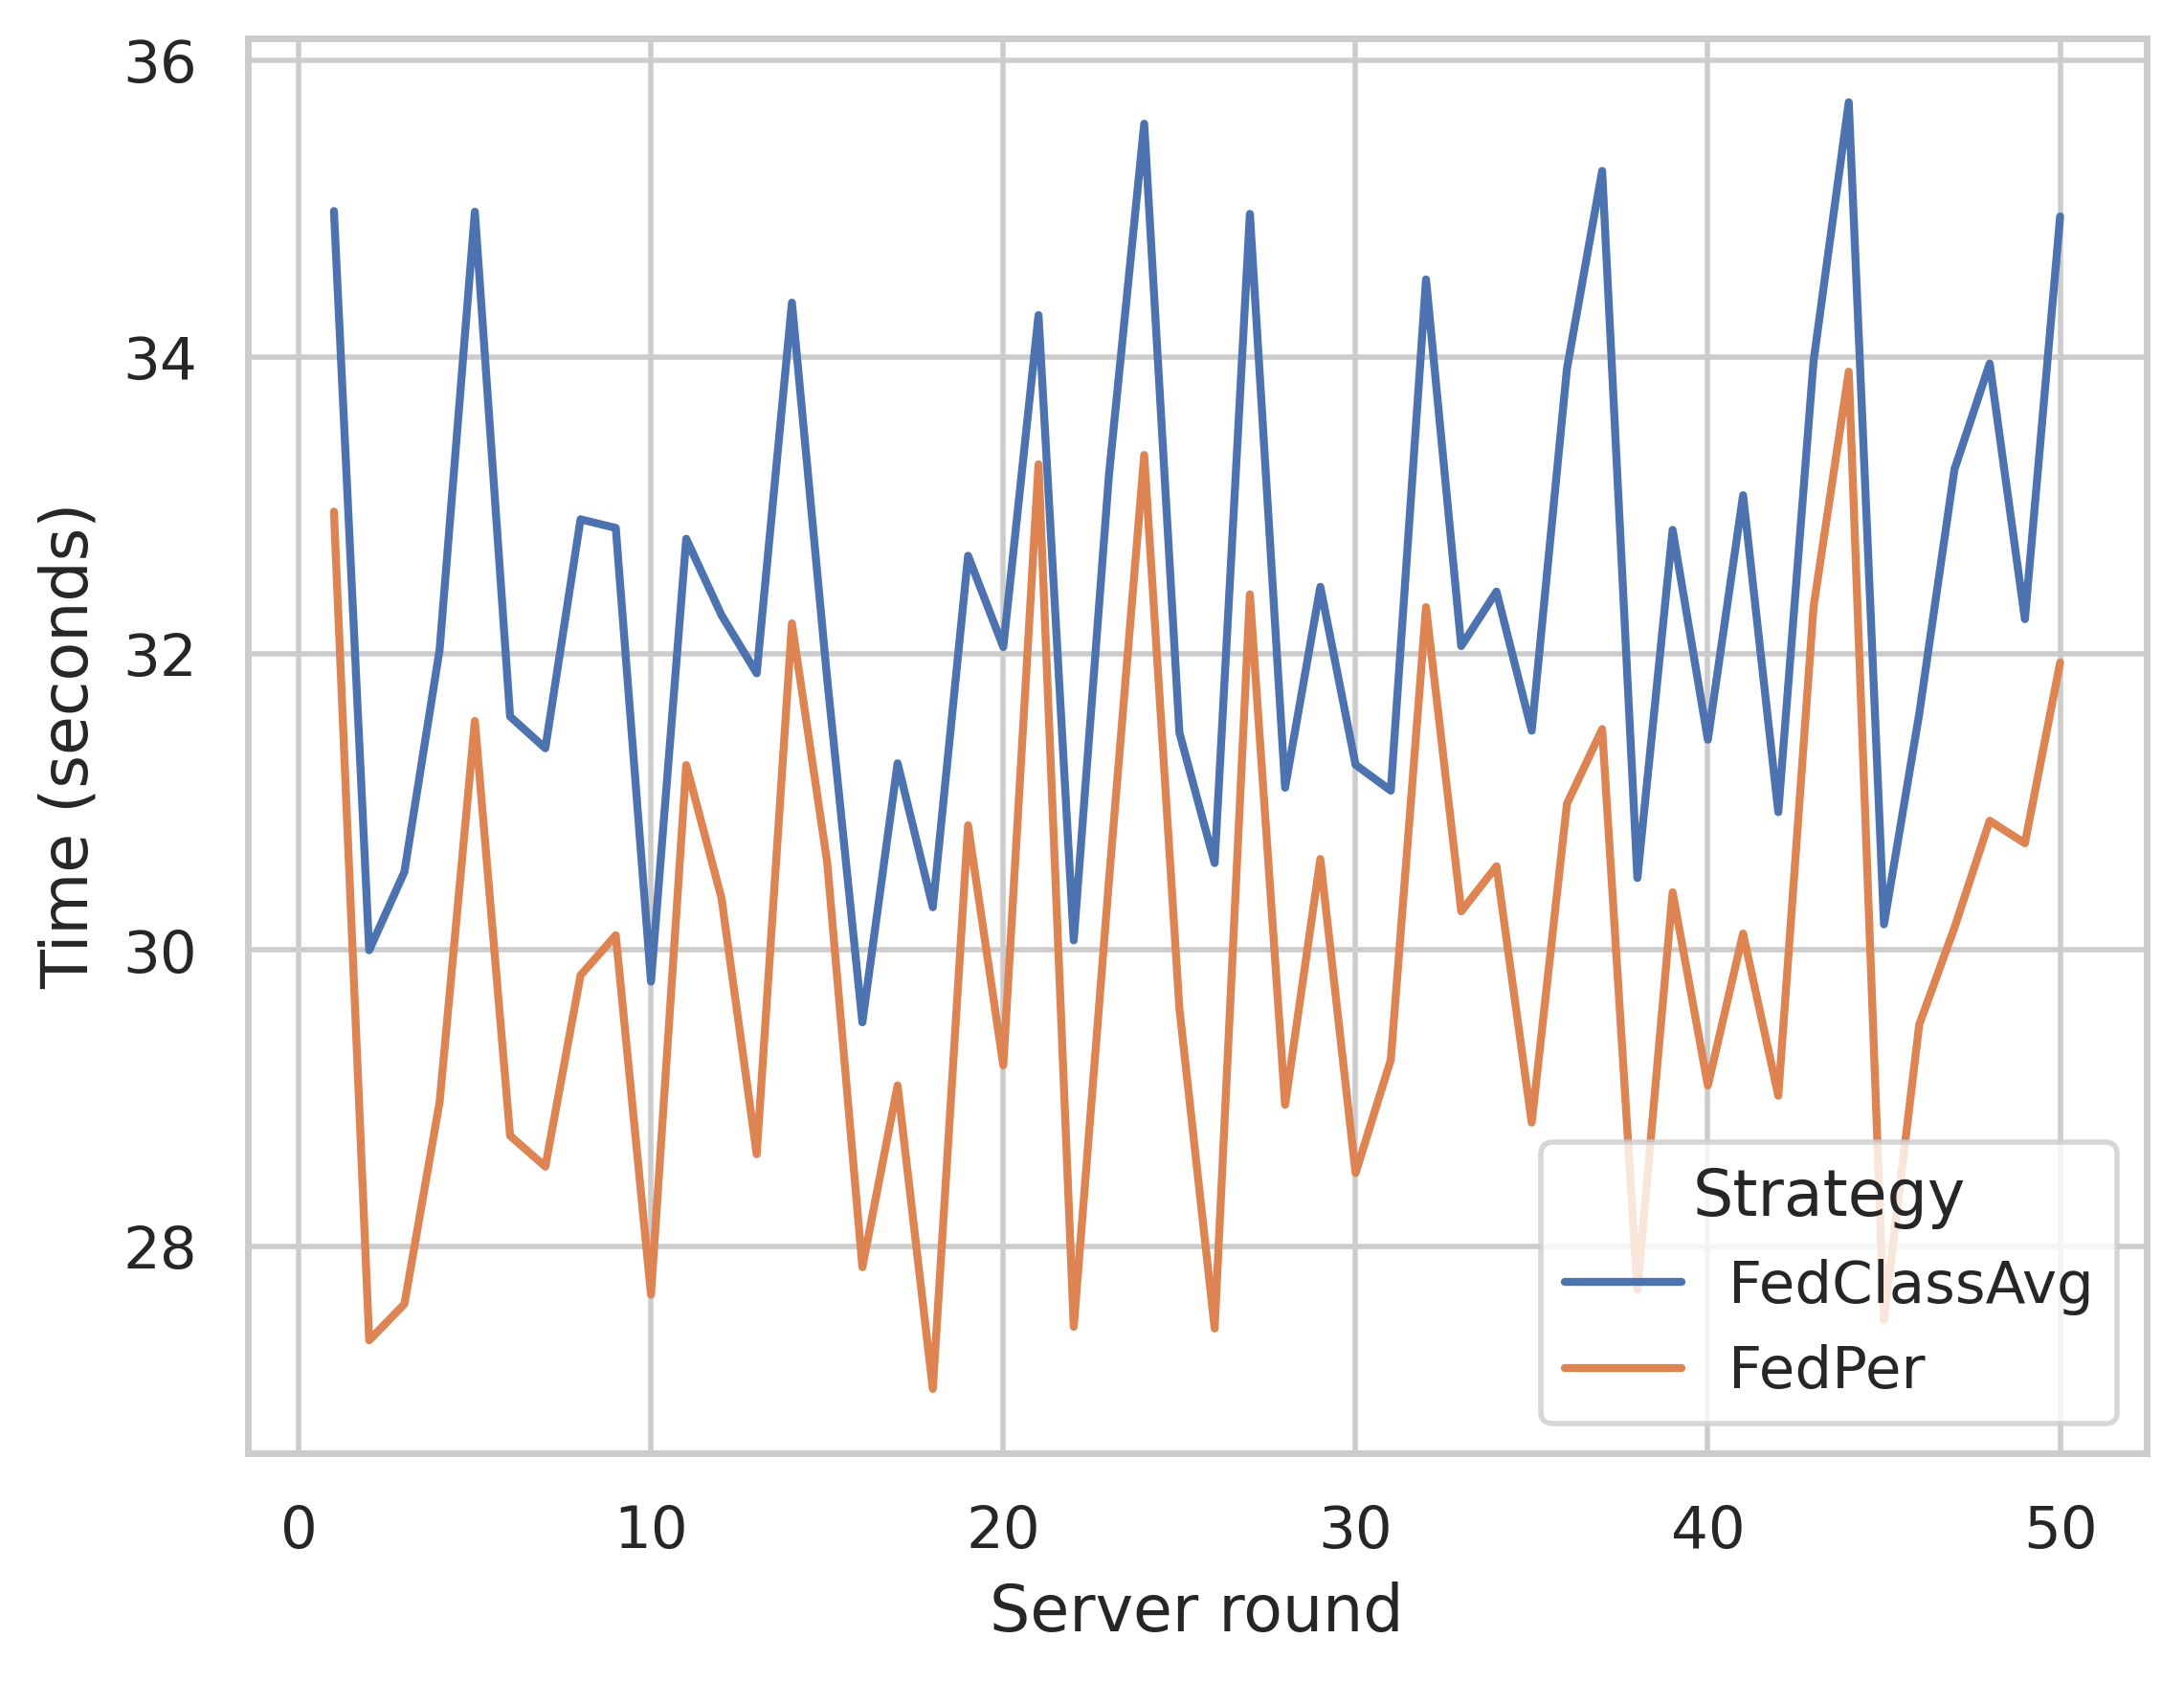 36
34
32
30
28
Time (seconds)
0 10 20 30 40 50
Server round
Strategy
FedClassAvg
FedPer